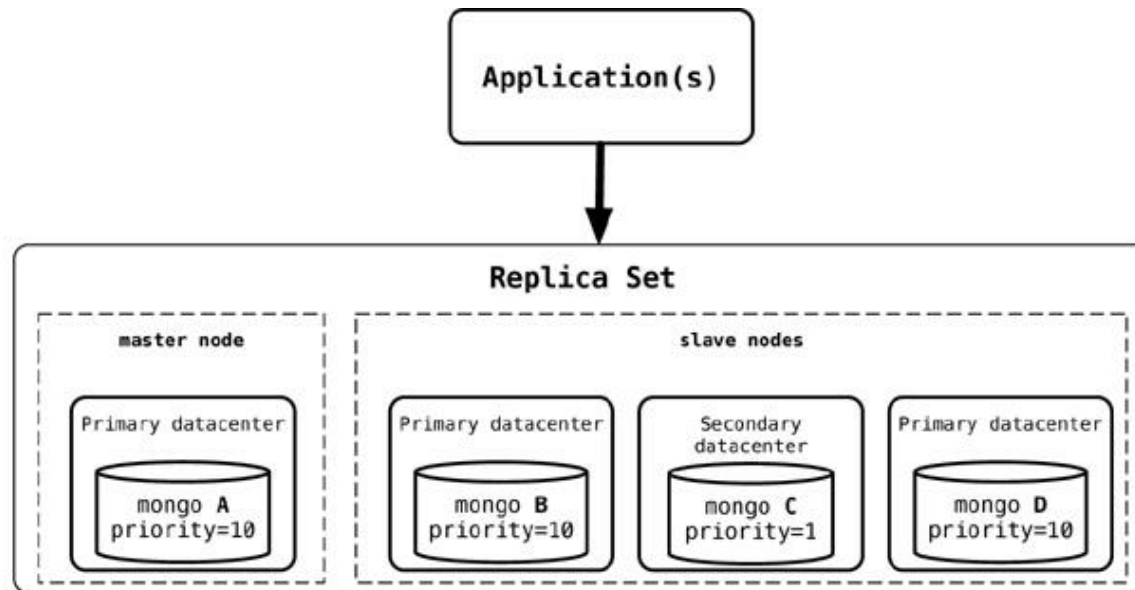 Application(s)
Replica Set
master node
slave nodes
Primary datacenter
mongo A
priority=10
Primary datacenter
mongo B
priority=10
Secondary
datacenter
mongo C
priority=1
Primary datacenter
mongo D
priority=10